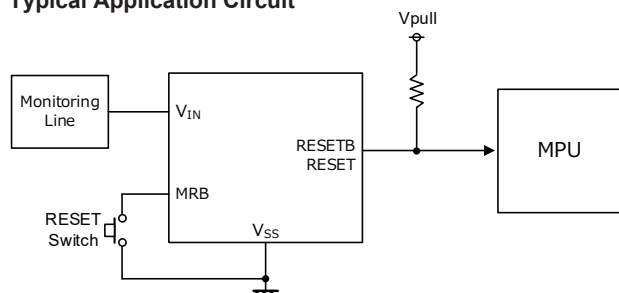 Typical Application Circuit
Vpull
Monitoring
Line
VIN
RESETB
RESET
MPU
MRB
RESET
Switch
VSS